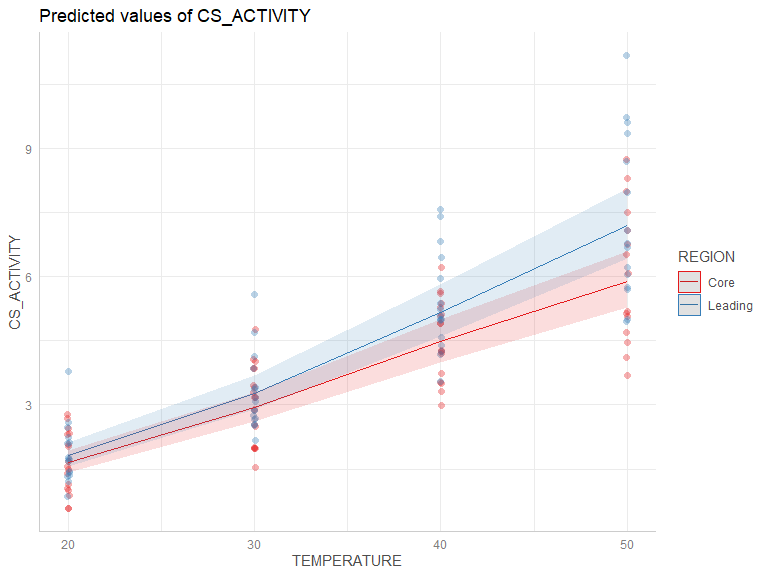 Predicted values of CS_ACTIVITY
CS_ACTIVITY
9
6
3
20
30
40
50
TEMPERATURE
REGION
Core
Leading